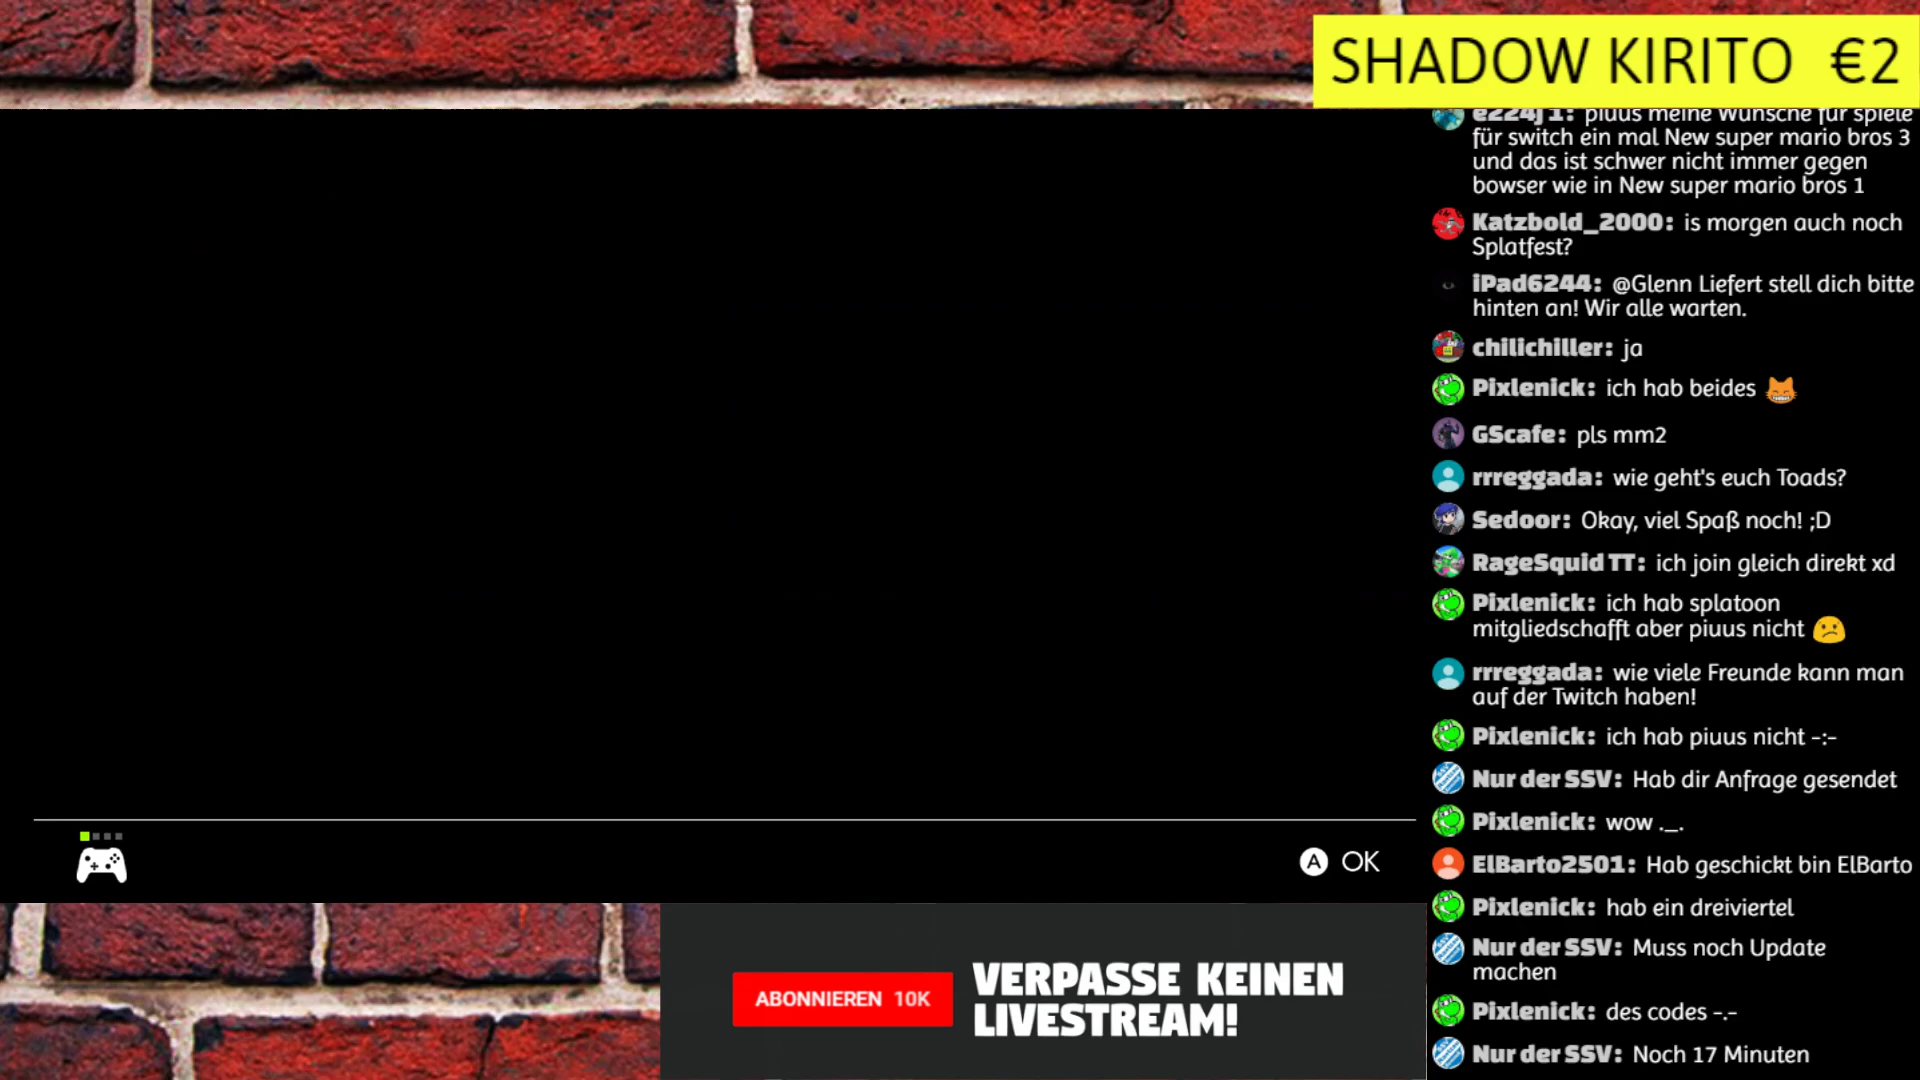 SHADOW KIRITO €2
e224j 1: piuus meine Wünsche für spiele
für switch ein mal New super mario bros 3
und das ist schwer nicht immer gegen
bowser wie in New super mario bros 1
Katzbold_2000: is morgen auch noch
Splatfest?
iPad6244: @Glenn Liefert stell dich bitte
hinten an! Wir alle warten.
chilichiller: ja
Pixlenick: ich hab beides
GScafe: pls mm2
rrreggada: wie geht's euch Toads?
Sedoor: Okay, viel Spaß noch! ;D
RageSquid TT: ich join gleich direkt xd
Pixlenick: ich hab splatoon
mitgliedschafft aber piuus nicht
rrreggada: wie viele Freunde kann man
auf der Twitch haben!
Pixlenick: ich hab piuus nicht -:-
Nur der SSV: Hab dir Anfrage gesendet
Pixlenick: wow ._.
ElBarto2501: Hab geschickt bin ElBarto
Pixlenick: hab ein dreiviertel
Nur der SSV: Muss noch Update
machen
Pixlenick: des codes -.-
Nur der SSV: Noch 17 Minuten
A OK
ABONNIEREN 10K
VERPASSE KEINEN
LIVESTREAM!